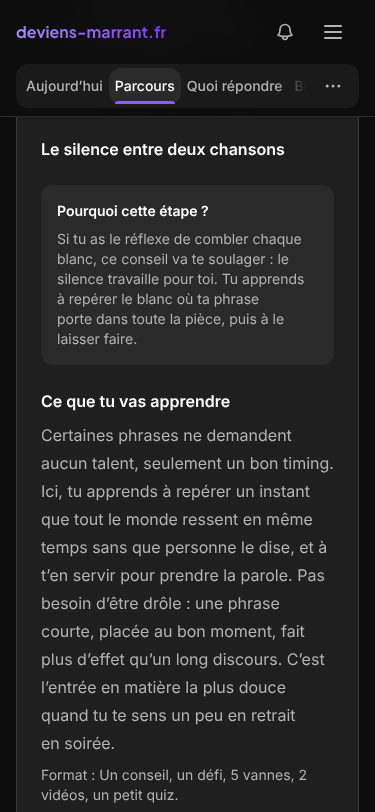 deviens-marrant.fr
Aujourd'hui Parcours Quoi répondre
Le silence entre deux chansons
Pourquoi cette étape ?
Si tu as le réflexe de combler chaque
blanc, ce conseil va te soulager : le
silence travaille pour toi. Tu apprends
à repérer le blanc où ta phrase
porte dans toute la pièce, puis à le
laisser faire.
Ce que tu vas apprendre
Certaines phrases ne demandent
aucun talent, seulement un bon timing.
Ici, tu apprends à repérer un instant
que tout le monde ressent en même
temps sans que personne le dise, et à
t'en servir pour prendre la parole. Pas
besoin d'être drôle : une phrase
courte, placée au bon moment, fait
plus d'effet qu'un long discours. C'est
l'entrée en matière la plus douce
quand tu te sens un peu en retrait
en soirée.
Format : Un conseil, un défi, 5 vannes, 2
vidéos, un petit quiz.